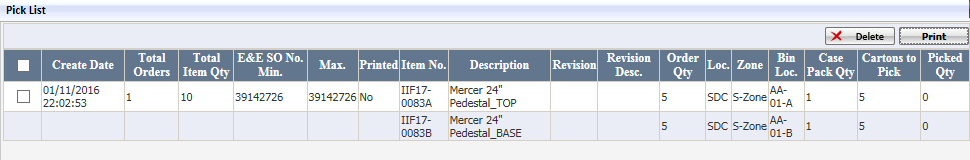 Pick List
Delete Print
Create Date Total Orders Total Item Qty E&E SO No. Min. Max. Printed Item No. Description Revision Revision Desc. Order Qty Loc. Zone Bin Loc. Case Pack Qty Cartons to Pick Picked Qty
01/11/2016 22:02:53 1 10 39142726 39142726 No IIF17-0083A Mercer 24" Pedestal_TOP 5 SDC S-Zone AA-01-A 1 5 0
IIF17-0083B Mercer 24" Pedestal_BASE 5 SDC S-Zone AA-01-B 1 5 0